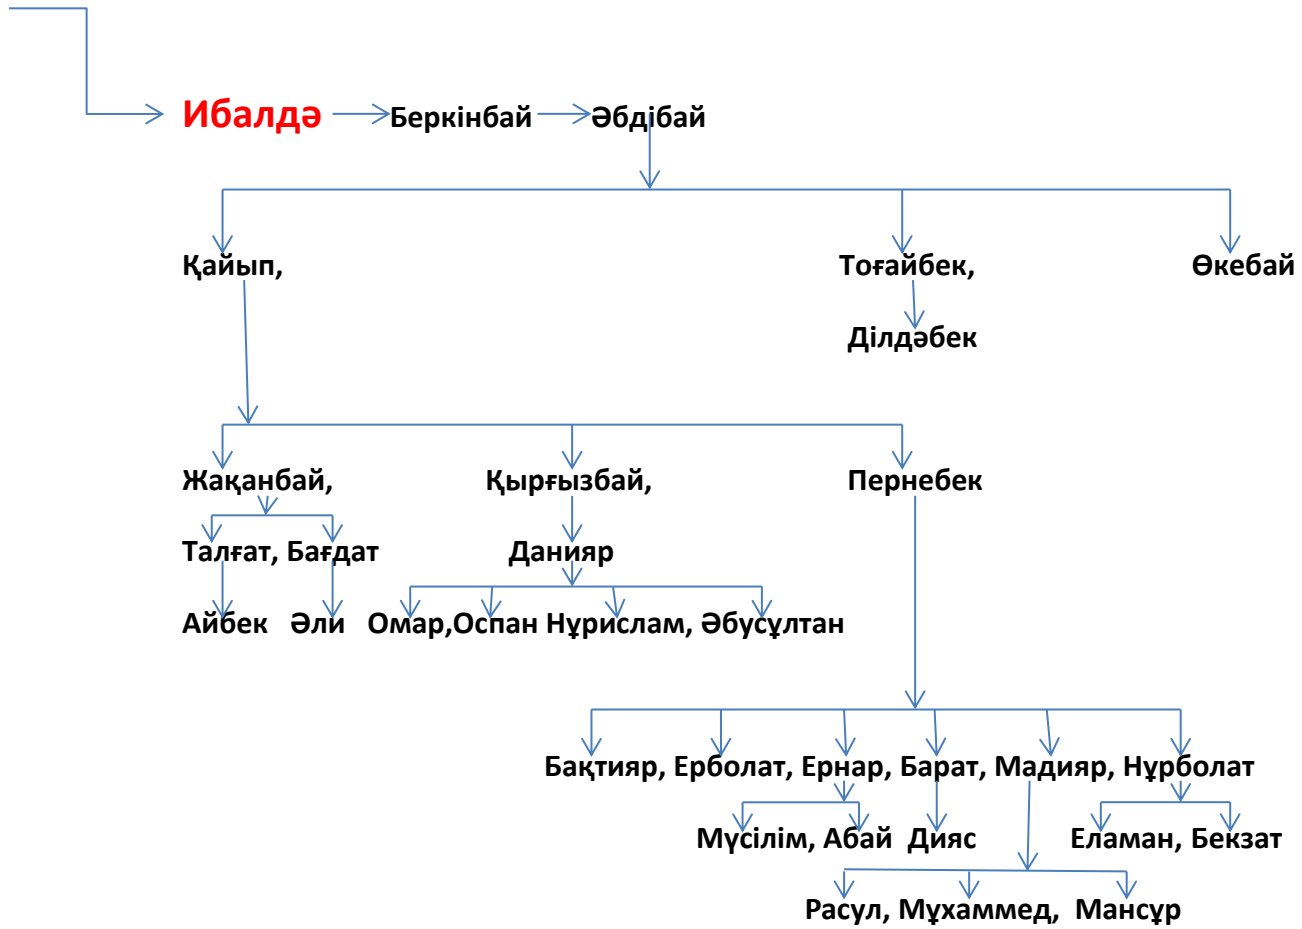 Ибалдә Беркінбай Әбдібай
Қайып, Тоғайбек, Өкебай
Ділдәбек
Жақанбай, Қырғызбай, Пернебек
Талғат, Бағдат Данияр
Айбек Әли Омар,Оспан Нұрислам, Әбусұлтан
Бақтияр, Ерболат, Ернар, Барат, Мадияр, Нұрболат
Мүсілім, Абай Дияс Еламан, Бекзат
Расул, Мұхаммед, Мансұр